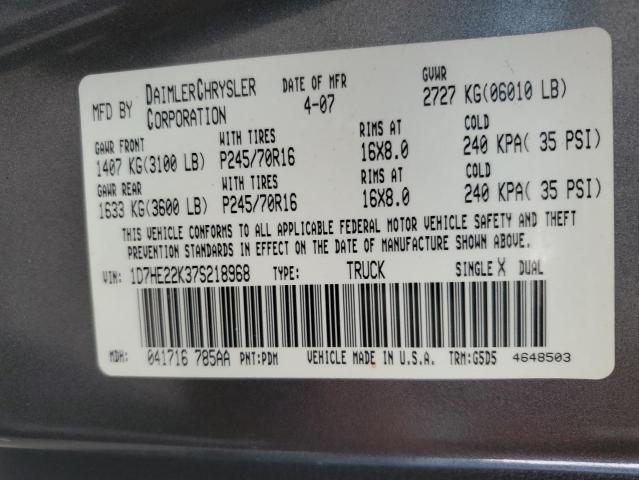 MFD BY DAIMLERCHRYSLER CORPORATION DATE OF MFR 4-07 GVWR 2727 KG(06010 LB)
GAWR FRONT WITH TIRES RIMS AT COLD
1407 KG(3100 LB) P245/70R16 16X8.0 240 KPA( 35 PSI)
GAWR REAR WITH TIRES RIMS AT COLD
1633 KG(3600 LB) P245/70R16 16X8.0 240 KPA( 35 PSI)
THIS VEHICLE CONFORMS TO ALL APPLICABLE FEDERAL MOTOR VEHICLE SAFETY AND THEFT
PREVENTION STANDARDS IN EFFECT ON THE DATE OF MANUFACTURE SHOWN ABOVE.
VIN: 1D7HE22K37S218968 TYPE: TRUCK SINGLE X DUAL
MDH: 041716 785AA PNT:PDM VEHICLE MADE IN U.S.A. TRM:G5D5 4648503